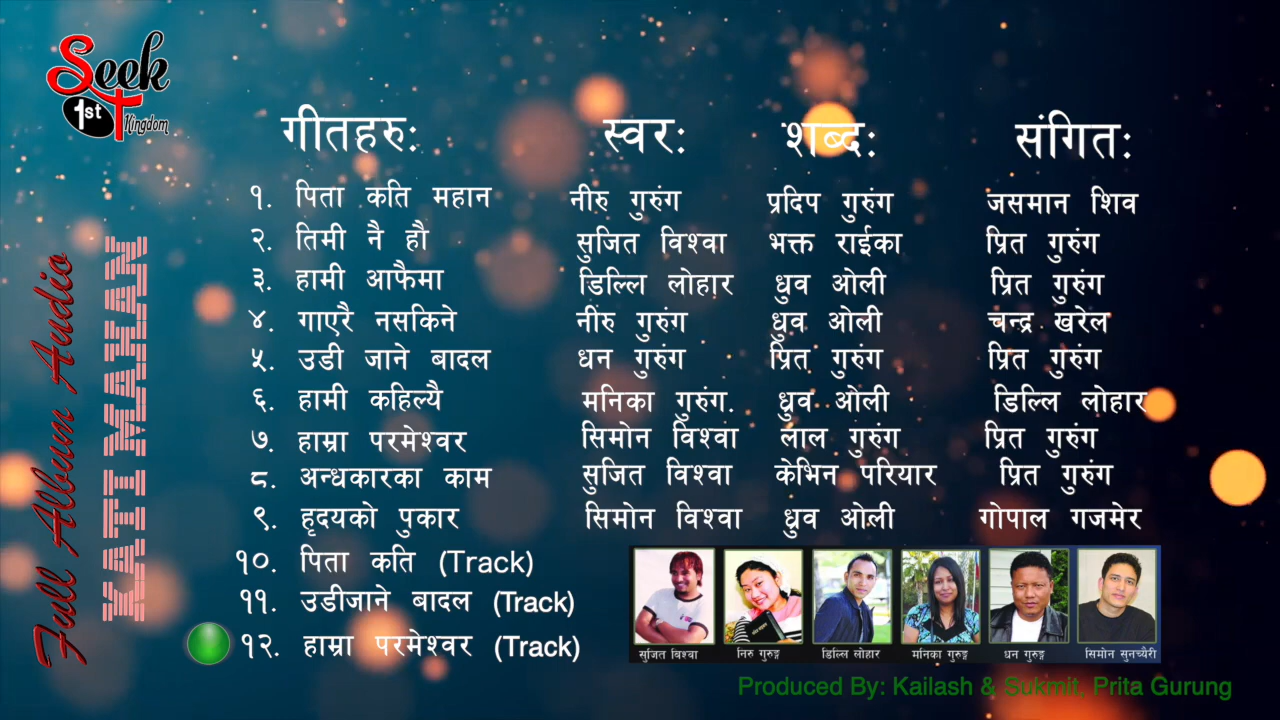 Seek
1st Kingdom
Full Album Audio
KATI MAHAN
गीतहरुः स्वरः शब्दः संगितः
१. पिता कति महान नीरु गुरुंग प्रदिप गुरुंग जसमान शिव
२. तिमी नै हौ सुजित विश्वा भक्त राईका प्रित गुरुंग
३. हामी आफैमा डिल्लि लोहार धुव ओली प्रित गुरुंग
४. गाएरै नसकिने नीरु गुरुंग धुव ओली चन्द्र खरेल
५. उडी जाने बादल धन गुरुंग प्रित गुरुंग प्रित गुरुंग
६. हामी कहिल्यै मनिका गुरुंग. ध्रुव ओली डिल्लि लोहार
७. हाम्रा परमेश्वर सिमोन विश्वा लाल गुरुंग प्रित गुरुंग
८. अन्धकारका काम सुजित विश्वा केभिन परियार प्रित गुरुंग
९. हृदयको पुकार सिमोन विश्वा ध्रुव ओली गोपाल गजमेर
१०. पिता कति (Track)
११. उडीजाने बादल (Track)
१२. हाम्रा परमेश्वर (Track)
सुजित बिश्वा निरु गुरुङ्ग डिल्लि लोहार मनिका गुरुङ्ग धन गुरुङ्ग सिमोन सुनच्यैरी
Produced By: Kailash & Sukmit, Prita Gurung